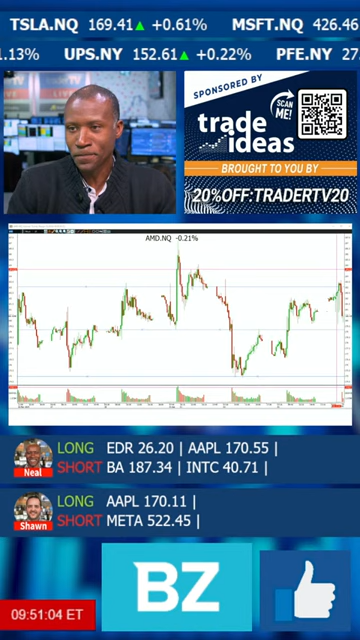 TSLA.NQ 169.41 +0.61% MSFT.NQ 426.46
1.13% UPS.NY 152.61 +0.22% PFE.NY 27.
SPONSORED BY
SCAN ME!
trade ideas
BROUGHT TO YOU BY
20%OFF:TRADERTV20
AMD.NQ -0.21%
LONG EDR 26.20 | AAPL 170.55 |
SHORT BA 187.34 | INTC 40.71 |
Neal
LONG AAPL 170.11 |
SHORT META 522.45 |
Shawn
BZ
09:51:04 ET